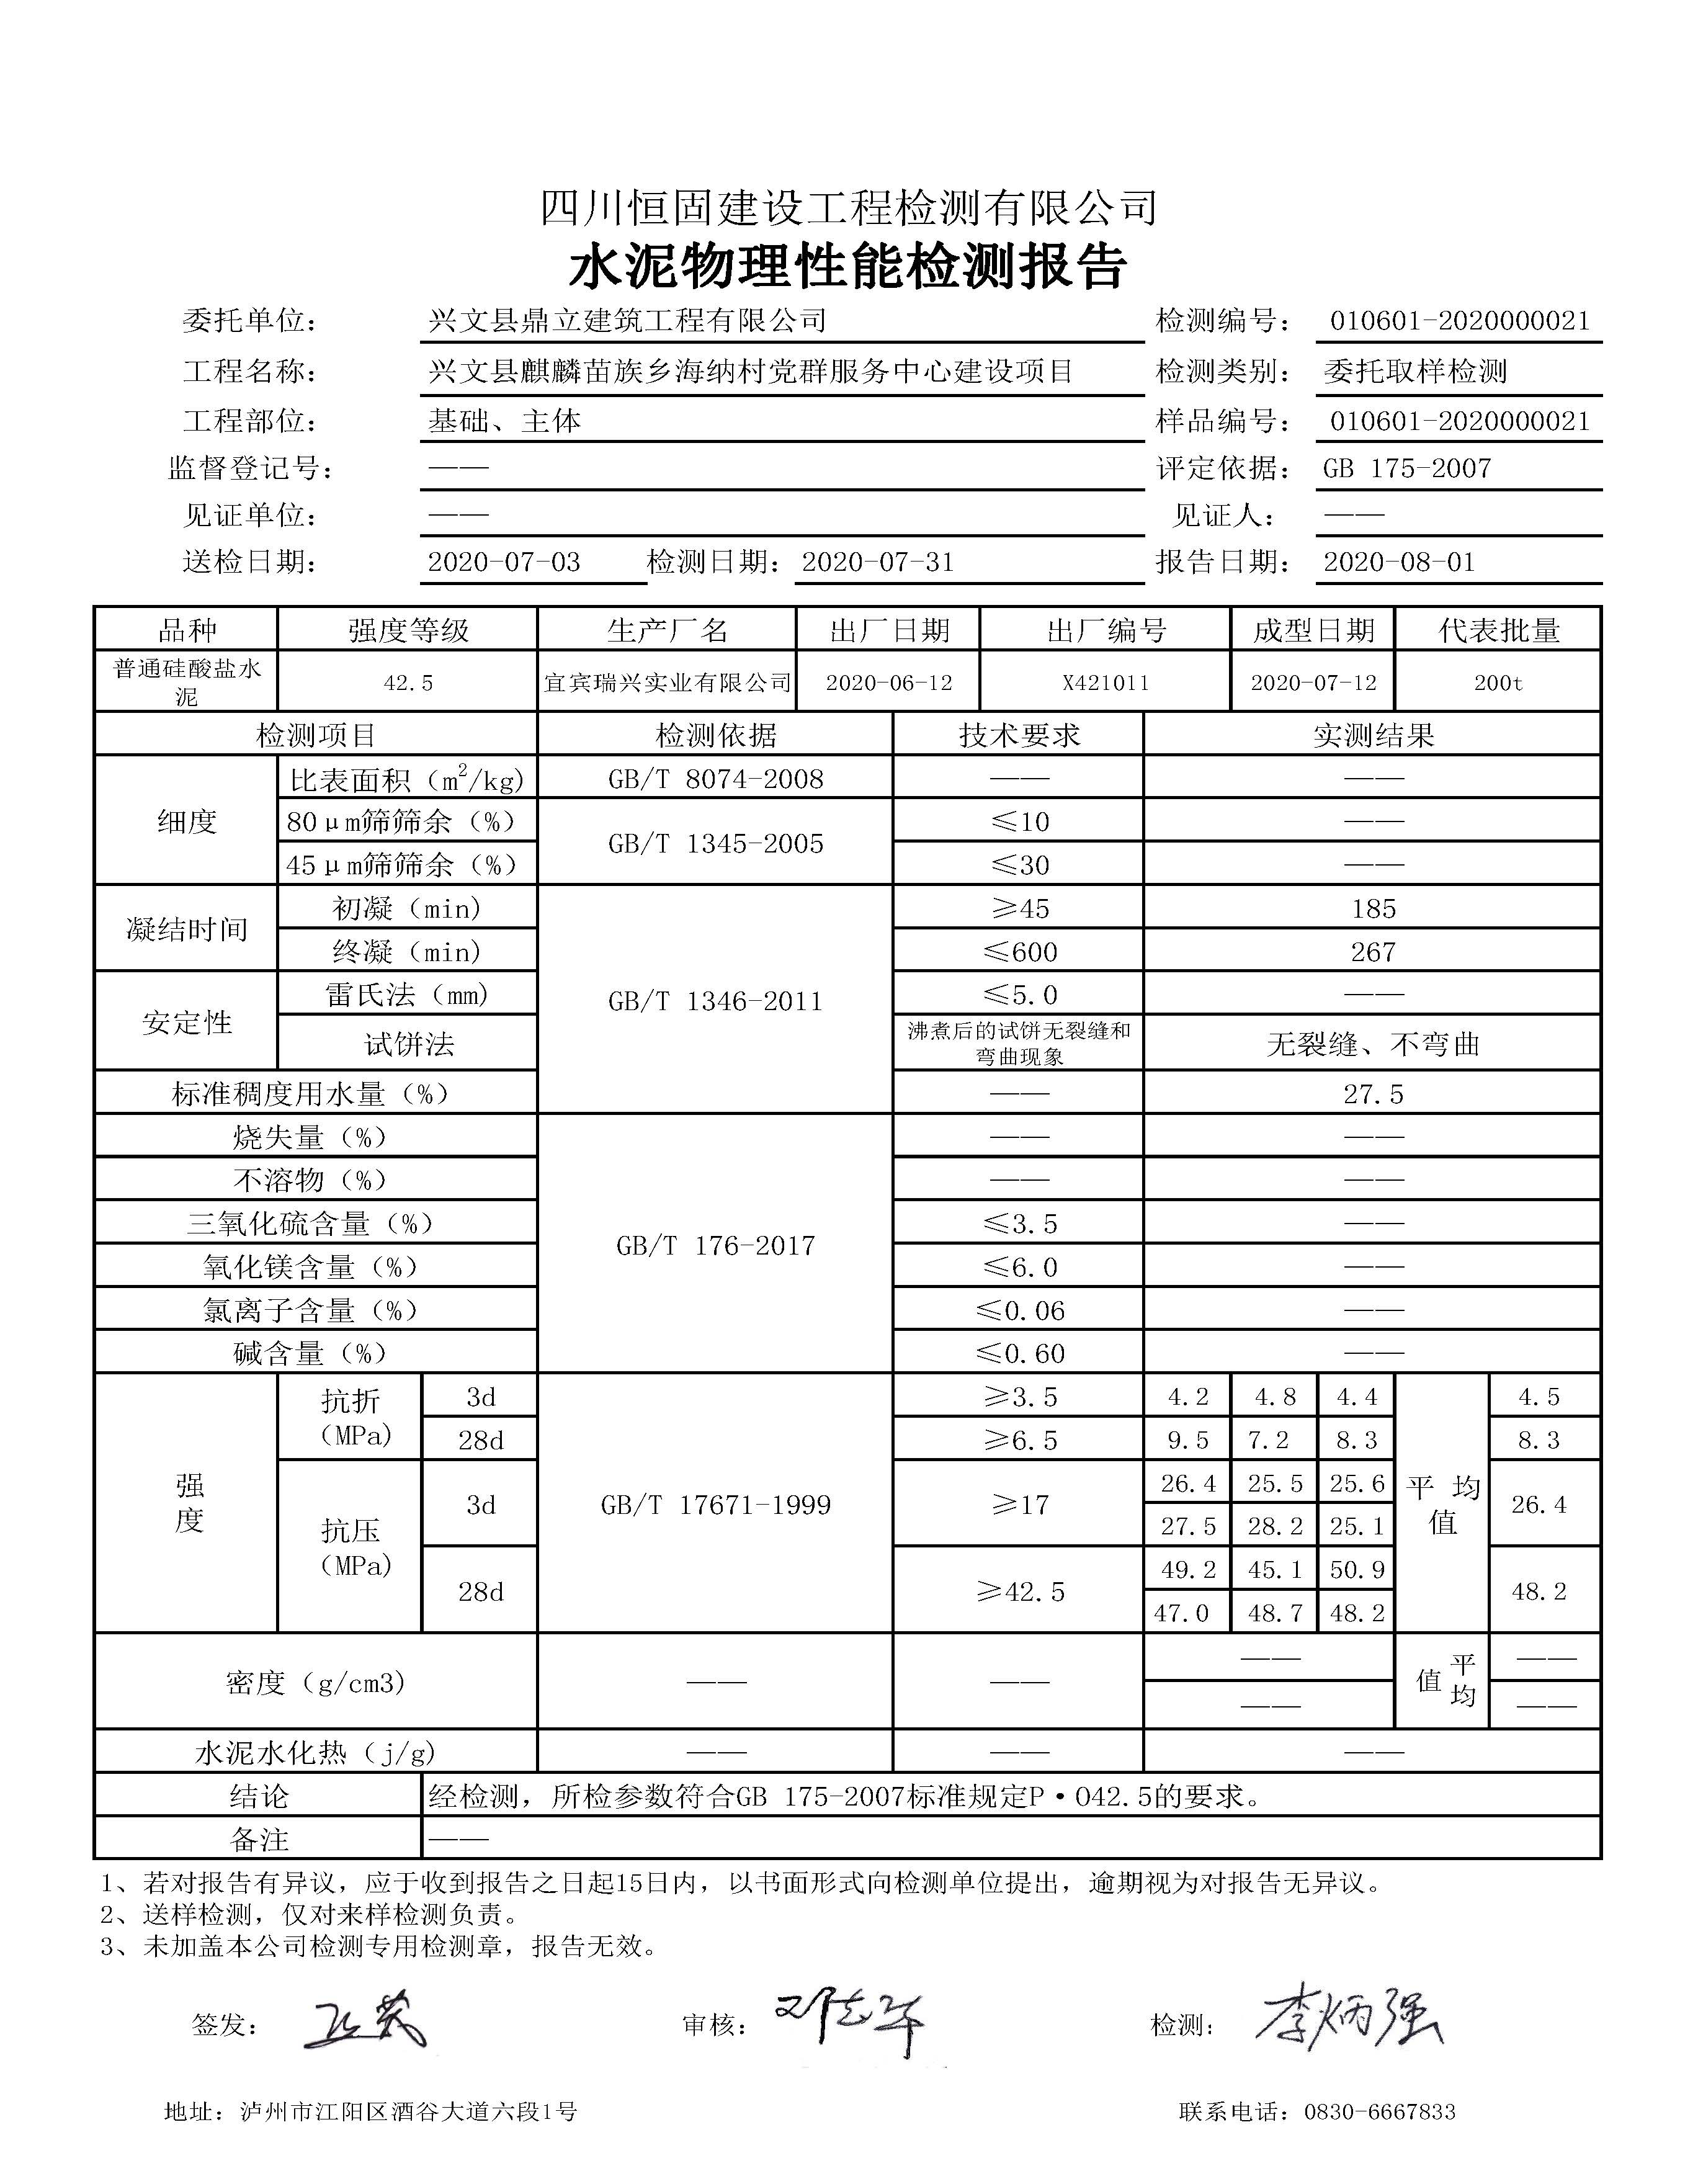 四川恒固建设工程检测有限公司
水泥物理性能检测报告
委托单位： 兴文县鼎立建筑工程有限公司 检测编号： 010601-2020000021
工程名称： 兴文县麒麟苗族乡海纳村党群服务中心建设项目 检测类别： 委托取样检测
工程部位： 基础、主体 样品编号： 010601-2020000021
监督登记号： —— 评定依据： GB 175-2007
见证单位： —— 见证人： ——
送检日期： 2020-07-03 检测日期： 2020-07-31 报告日期： 2020-08-01
品种 强度等级 生产厂名 出厂日期 出厂编号 成型日期 代表批量
普通硅酸盐水泥 42.5 宜宾瑞兴实业有限公司 2020-06-12 X421011 2020-07-12 200t
检测项目 检测依据 技术要求 实测结果
细度 比表面积（m²/kg) GB/T 8074-2008 —— ——
80μm筛筛余（%） GB/T 1345-2005 ≤10 ——
45μm筛筛余（%） ≤30 ——
凝结时间 初凝（min) GB/T 1346-2011 ≥45 185
终凝（min) ≤600 267
安定性 雷氏法（mm) ≤5.0 ——
试饼法 沸煮后的试饼无裂缝和弯曲现象 无裂缝、不弯曲
标准稠度用水量（%） —— 27.5
烧失量（%） GB/T 176-2017 —— ——
不溶物（%） —— ——
三氧化硫含量（%） ≤3.5 ——
氧化镁含量（%） ≤6.0 ——
氯离子含量（%） ≤0.06 ——
碱含量（%） ≤0.60 ——
强度 抗折（MPa) 3d GB/T 17671-1999 ≥3.5 4.2 4.8 4.4 平均值 4.5
28d ≥6.5 9.5 7.2 8.3 8.3
抗压（MPa) 3d ≥17 26.4 25.5 25.6 26.4
27.5 28.2 25.1
28d ≥42.5 49.2 45.1 50.9 48.2
47.0 48.7 48.2
密度（g/cm3) —— —— —— 平均值 ——
—— ——
水泥水化热（j/g) —— —— ——
结论 经检测，所检参数符合GB 175-2007标准规定P·O42.5的要求。
备注 ——
1、若对报告有异议，应于收到报告之日起15日内，以书面形式向检测单位提出，逾期视为对报告无异议。
2、送样检测，仅对来样检测负责。
3、未加盖本公司检测专用检测章，报告无效。
签发： 审核： 检测： 李炳强
地址：泸州市江阳区酒谷大道六段1号 联系电话：0830-6667833